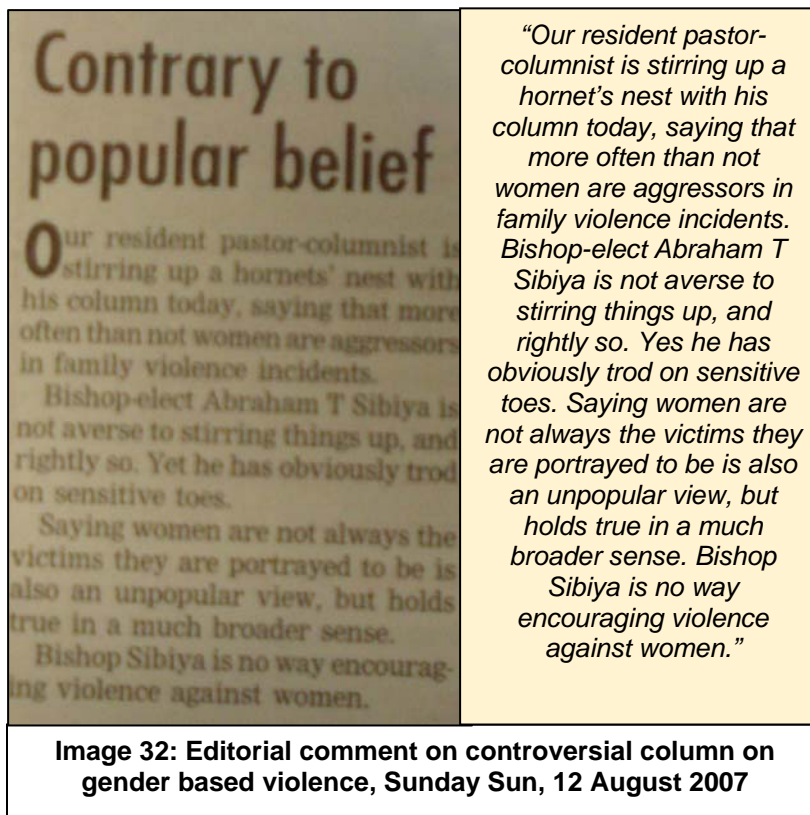 Contrary to
popular belief
Our resident pastor-columnist is
stirring up a hornets' nest with
his column today, saying that more
often than not women are aggressors
in family violence incidents.
Bishop-elect Abraham T Sibiya is
not averse to stirring things up, and
rightly so. Yet he has obviously trod
on sensitive toes.
Saying women are not always the
victims they are portrayed to be is
also an unpopular view, but holds
true in a much broader sense.
Bishop Sibiya is no way encourag-
ing violence against women.
“Our resident pastor-
columnist is stirring up a
hornet’s nest with his
column today, saying that
more often than not
women are aggressors in
family violence incidents.
Bishop-elect Abraham T
Sibiya is not averse to
stirring things up, and
rightly so. Yes he has
obviously trod on sensitive
toes. Saying women are
not always the victims they
are portrayed to be is also
an unpopular view, but
holds true in a much
broader sense. Bishop
Sibiya is no way
encouraging violence
against women.”
Image 32: Editorial comment on controversial column on
gender based violence, Sunday Sun, 12 August 2007